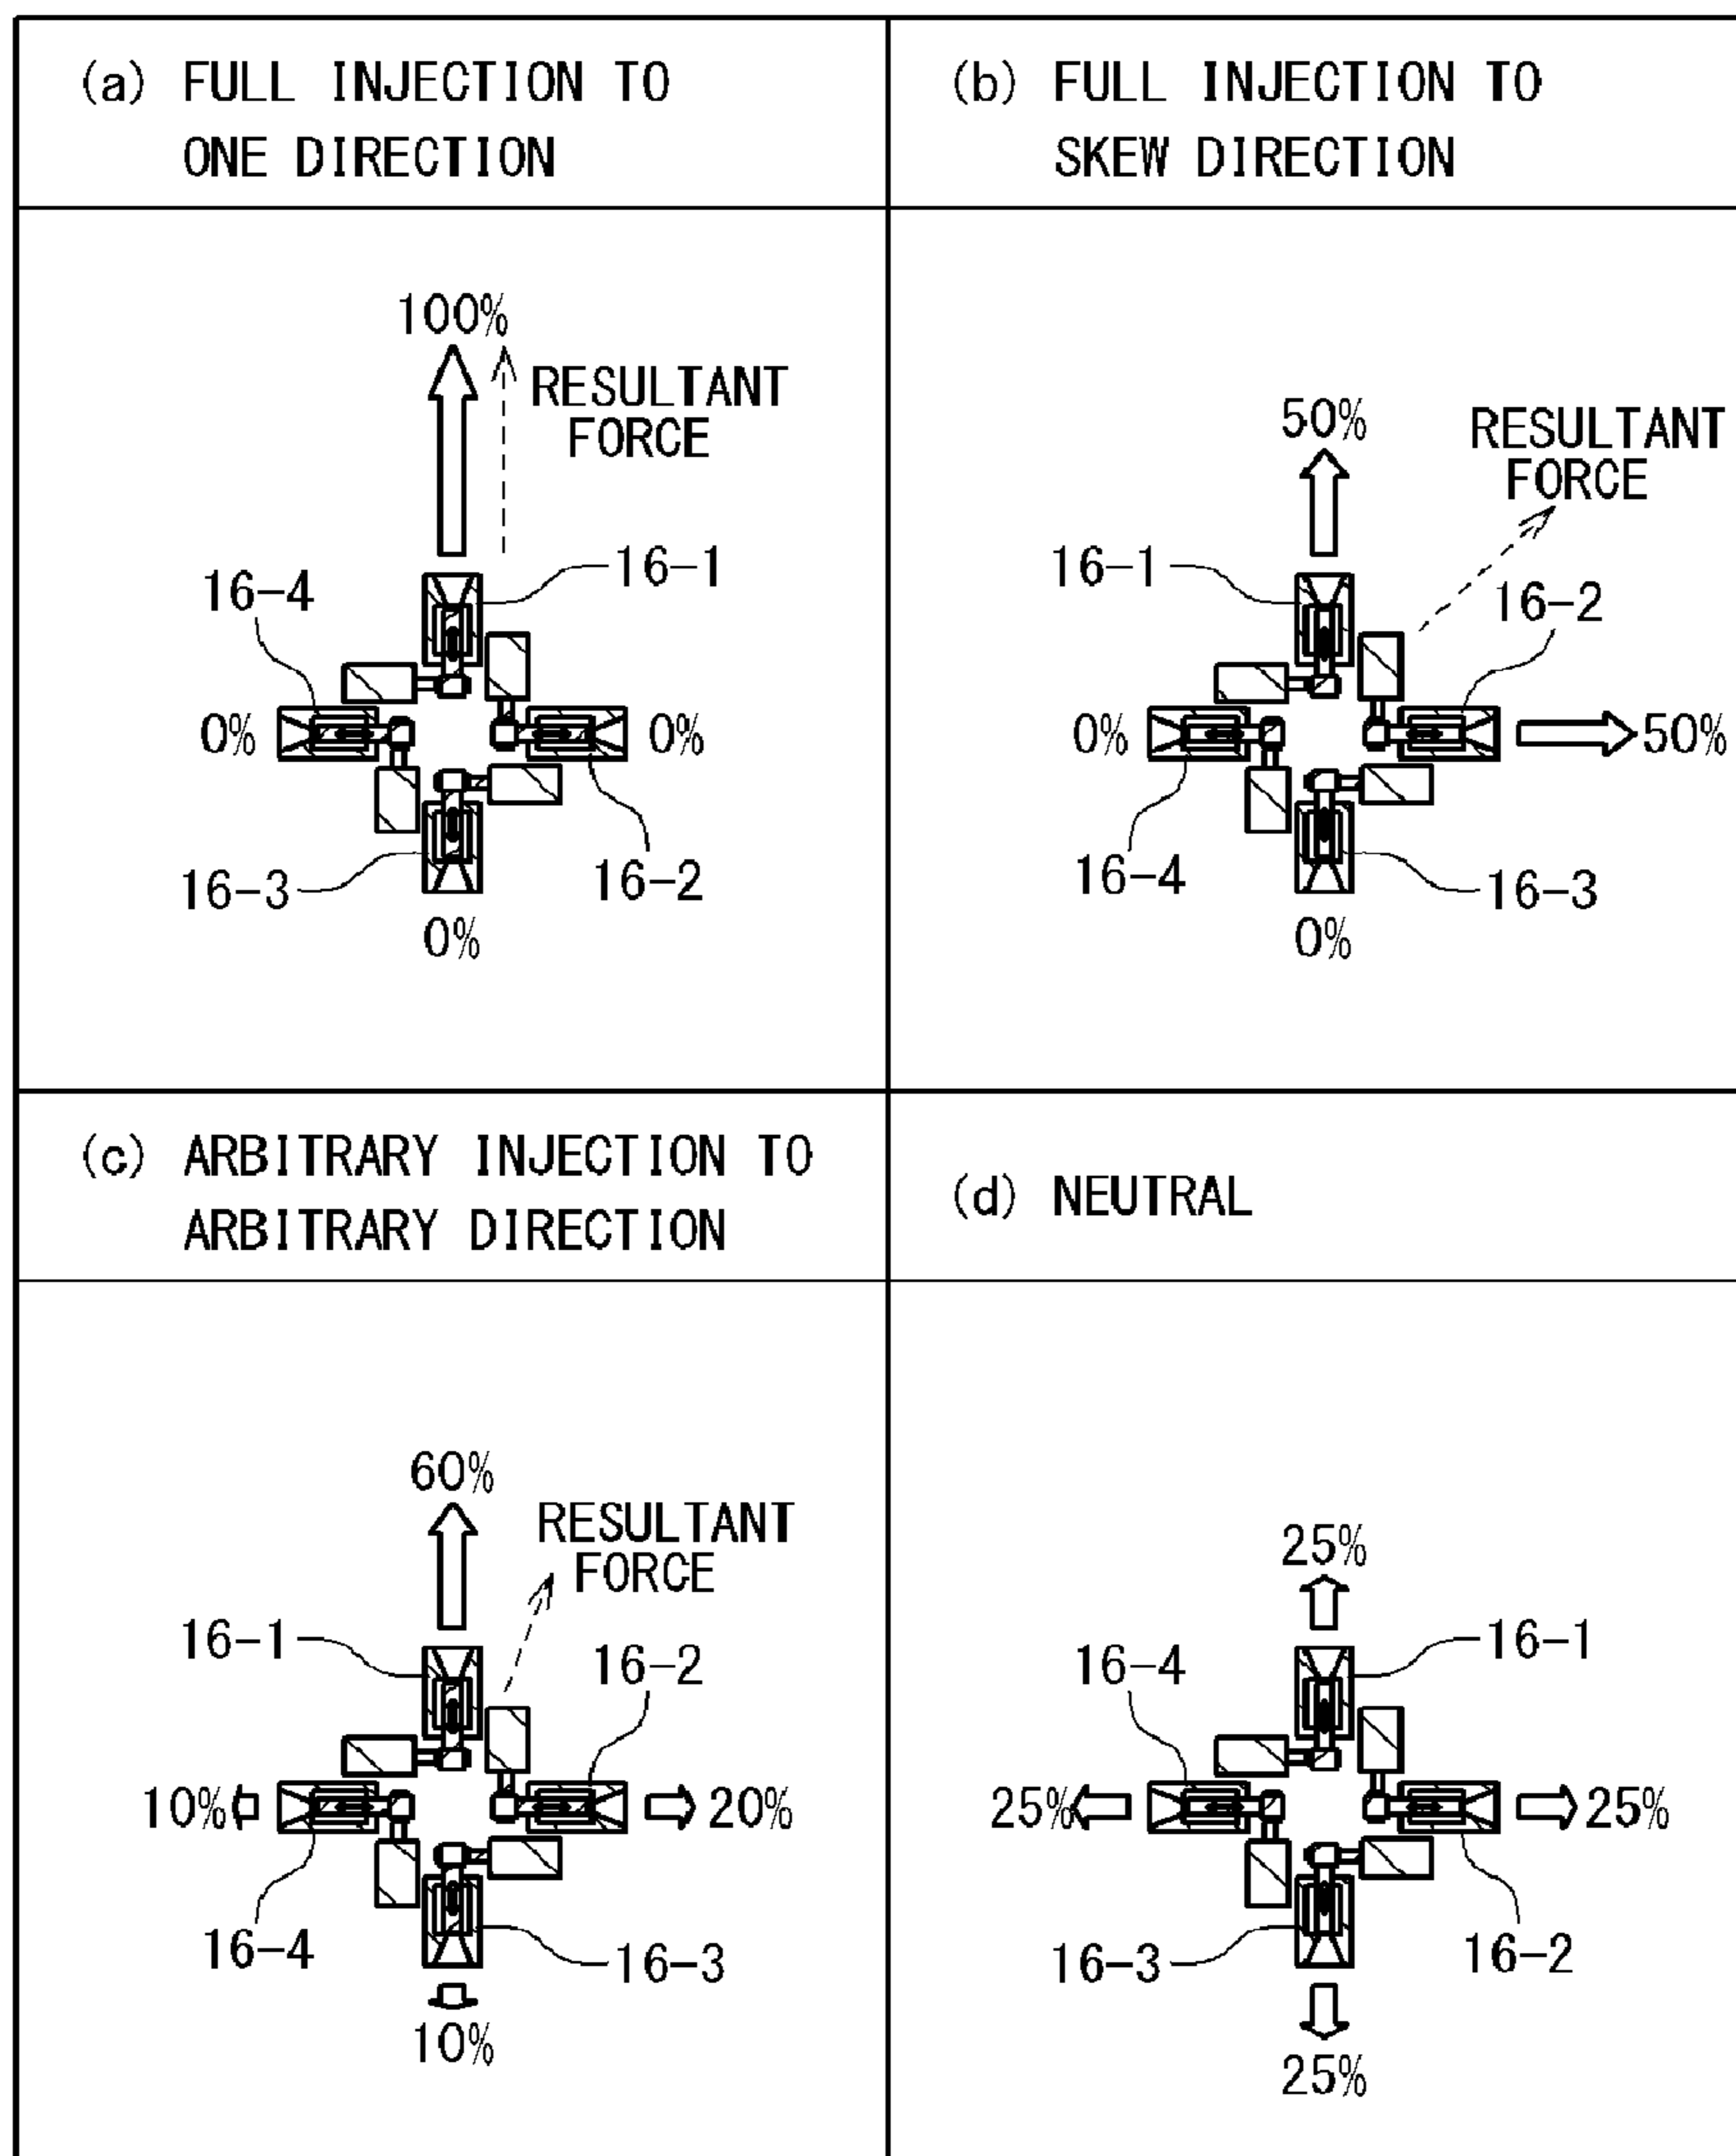 (a) FULL INJECTION TO
ONE DIRECTION
(b) FULL INJECTION TO
SKEW DIRECTION
100%
RESULTANT
FORCE
16-4
16-1
0%
0%
16-3
16-2
0%
50%
RESULTANT
FORCE
16-1
16-2
0%
50%
16-4
16-3
0%
(c) ARBITRARY INJECTION TO
ARBITRARY DIRECTION
(d) NEUTRAL
60%
RESULTANT
FORCE
16-1
16-2
10%
20%
16-4
16-3
10%
25%
16-4
16-1
25%
25%
16-3
16-2
25%